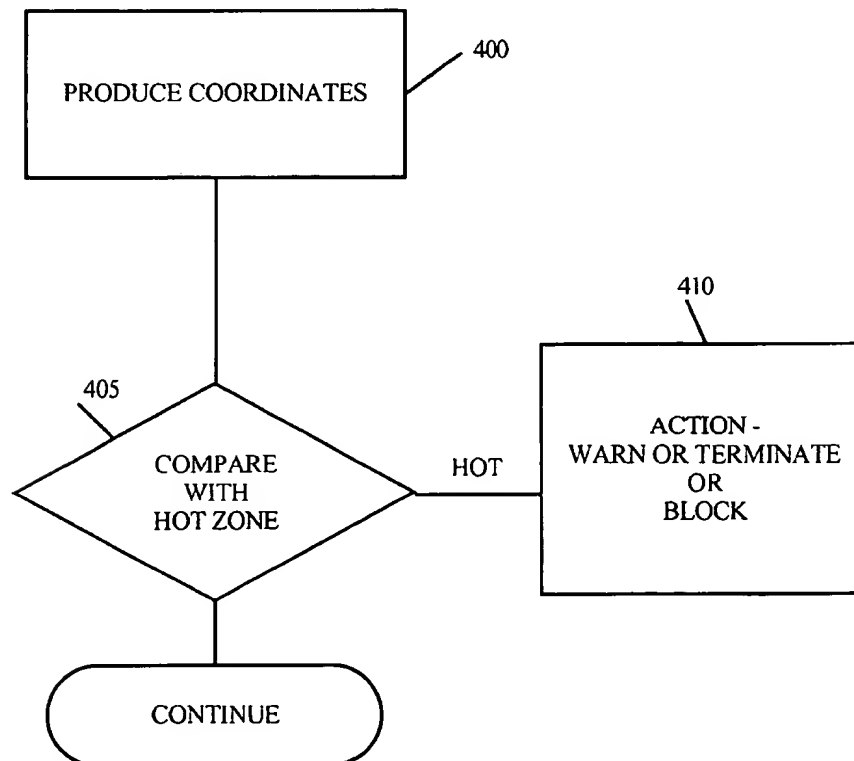 PRODUCE COORDINATES
400
410
405
COMPARE
WITH
HOT ZONE
HOT
ACTION -
WARN OR TERMINATE
OR
BLOCK
CONTINUE